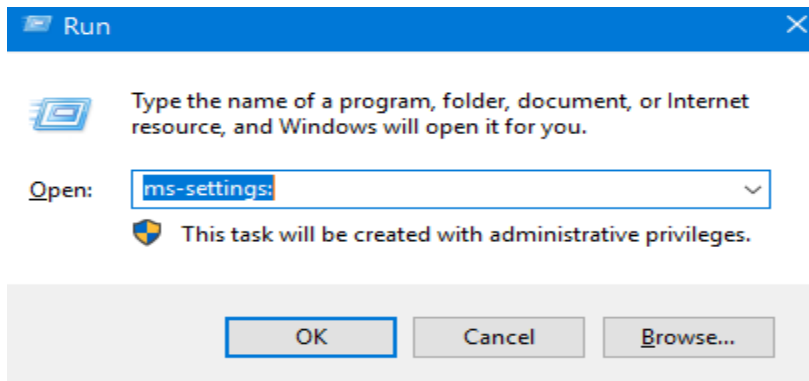 Run
Type the name of a program, folder, document, or Internet
resource, and Windows will open it for you.
Open: ms-settings:
This task will be created with administrative privileges.
OK Cancel Browse...